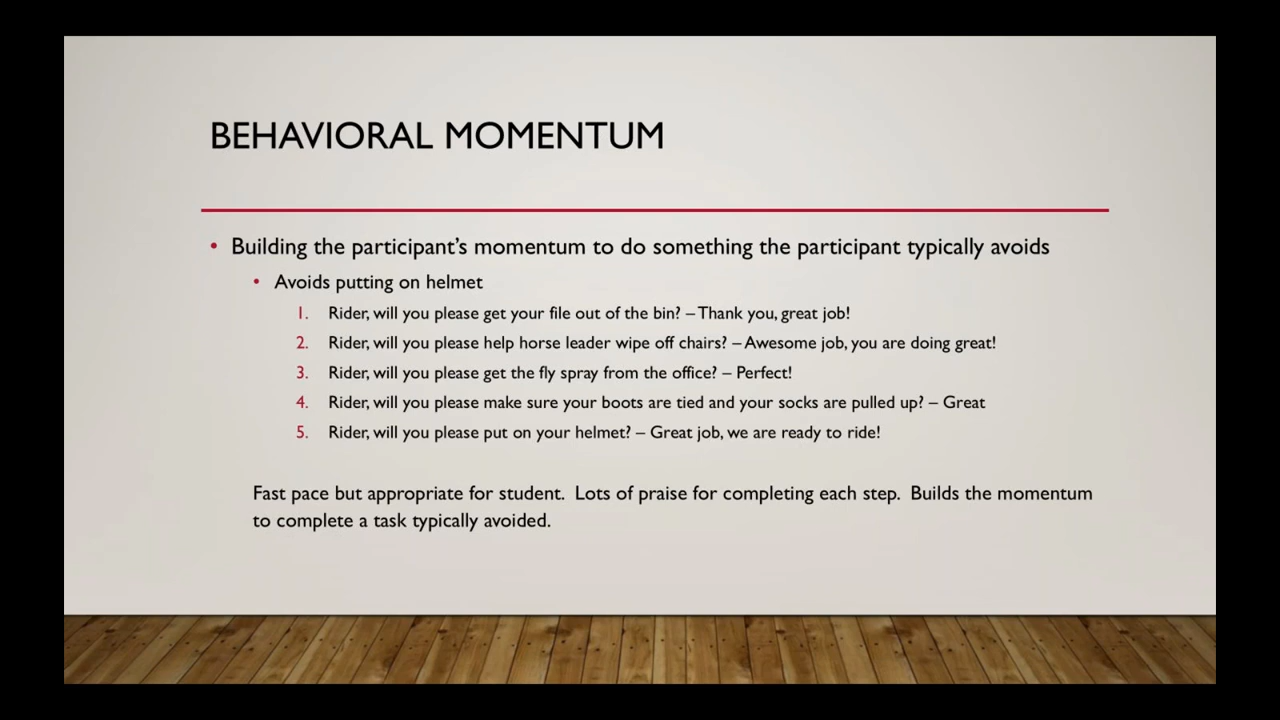 BEHAVIORAL MOMENTUM
• Building the participant's momentum to do something the participant typically avoids
• Avoids putting on helmet
1. Rider, will you please get your file out of the bin? – Thank you, great job!
2. Rider, will you please help horse leader wipe off chairs? – Awesome job, you are doing great!
3. Rider, will you please get the fly spray from the office? – Perfect!
4. Rider, will you please make sure your boots are tied and your socks are pulled up? – Great
5. Rider, will you please put on your helmet? – Great job, we are ready to ride!
Fast pace but appropriate for student. Lots of praise for completing each step. Builds the momentum
to complete a task typically avoided.